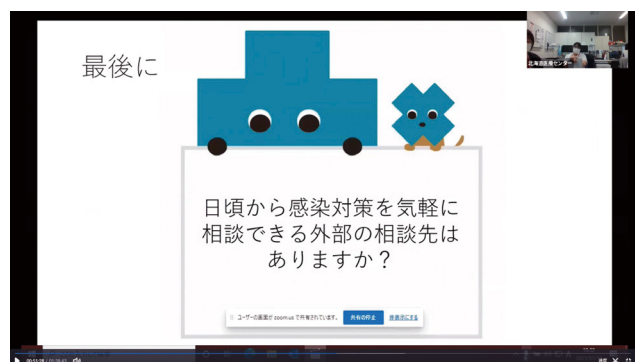 最後に
北海道医療センター
日頃から感染対策を気軽に
相談できる外部の相談先は
ありますか？
ユーザーの画面が zoom.us で共有されています。 共有の停止 非表示にする